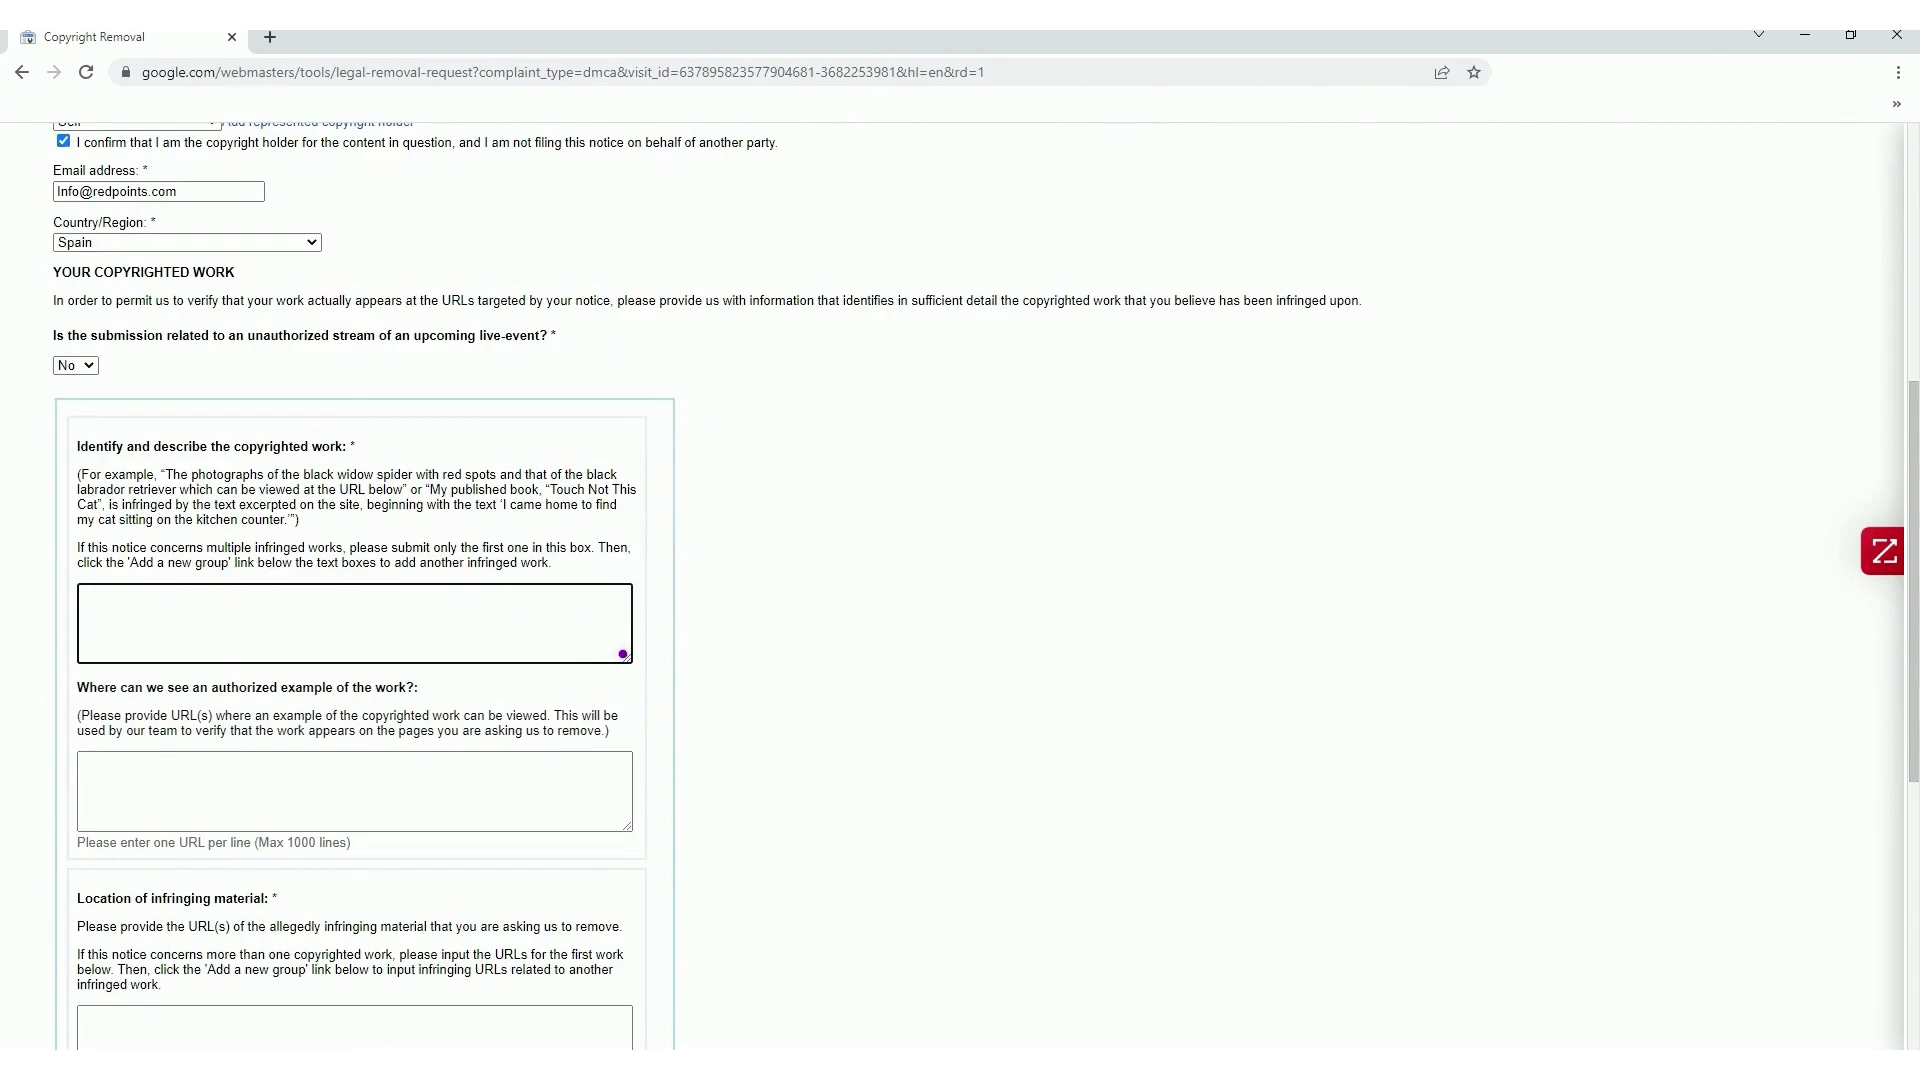 Copyright Removal
google.com/webmasters/tools/legal-removal-request?complaint_type=dmca&visit_id=637895823577904681-3682253981&hl=en&rd=1
Self Add represented copyright holder
I confirm that I am the copyright holder for the content in question, and I am not filing this notice on behalf of another party.
Email address: *
Info@redpoints.com
Country/Region: *
Spain
YOUR COPYRIGHTED WORK
In order to permit us to verify that your work actually appears at the URLs targeted by your notice, please provide us with information that identifies in sufficient detail the copyrighted work that you believe has been infringed upon.
Is the submission related to an unauthorized stream of an upcoming live-event? *
No
Identify and describe the copyrighted work: *
(For example, “The photographs of the black widow spider with red spots and that of the black
labrador retriever which can be viewed at the URL below” or “My published book, “Touch Not This
Cat”, is infringed by the text excerpted on the site, beginning with the text ‘I came home to find
my cat sitting on the kitchen counter.’”)
If this notice concerns multiple infringed works, please submit only the first one in this box. Then,
click the 'Add a new group' link below the text boxes to add another infringed work.
Where can we see an authorized example of the work?:
(Please provide URL(s) where an example of the copyrighted work can be viewed. This will be
used by our team to verify that the work appears on the pages you are asking us to remove.)
Please enter one URL per line (Max 1000 lines)
Location of infringing material: *
Please provide the URL(s) of the allegedly infringing material that you are asking us to remove.
If this notice concerns more than one copyrighted work, please input the URLs for the first work
below. Then, click the 'Add a new group' link below to input infringing URLs related to another
infringed work.